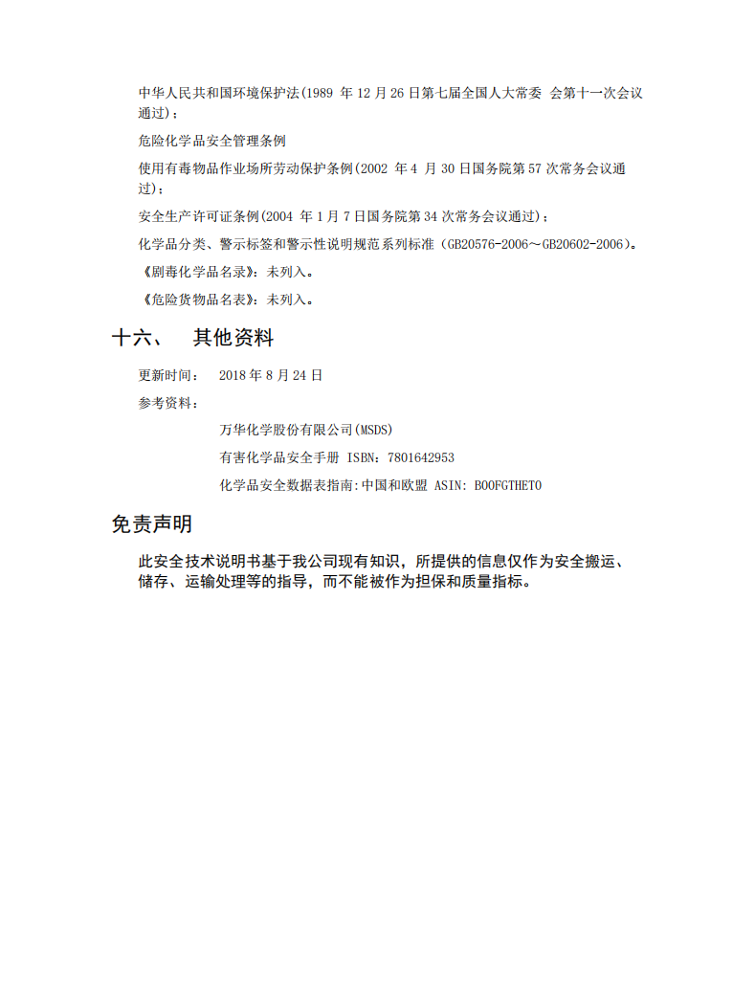 中华人民共和国环境保护法(1989 年 12 月 26 日第七届全国人大常委 会第十一次会议
通过);
危险化学品安全管理条例
使用有毒物品作业场所劳动保护条例(2002 年 4 月 30 日国务院第 57 次常务会议通
过);
安全生产许可证条例(2004 年 1 月 7 日国务院第 34 次常务会议通过);
化学品分类、警示标签和警示性说明规范系列标准（GB20576-2006～GB20602-2006）。
《剧毒化学品名录》：未列入。
《危险货物品名表》：未列入。
十六、 其他资料
更新时间： 2018 年 8 月 24 日
参考资料：
万华化学股份有限公司(MSDS)
有害化学品安全手册 ISBN：7801642953
化学品安全数据表指南:中国和欧盟 ASIN: B00FGTHET0
免责声明
此安全技术说明书基于我公司现有知识，所提供的信息仅作为安全搬运、
储存、运输处理等的指导，而不能被作为担保和质量指标。